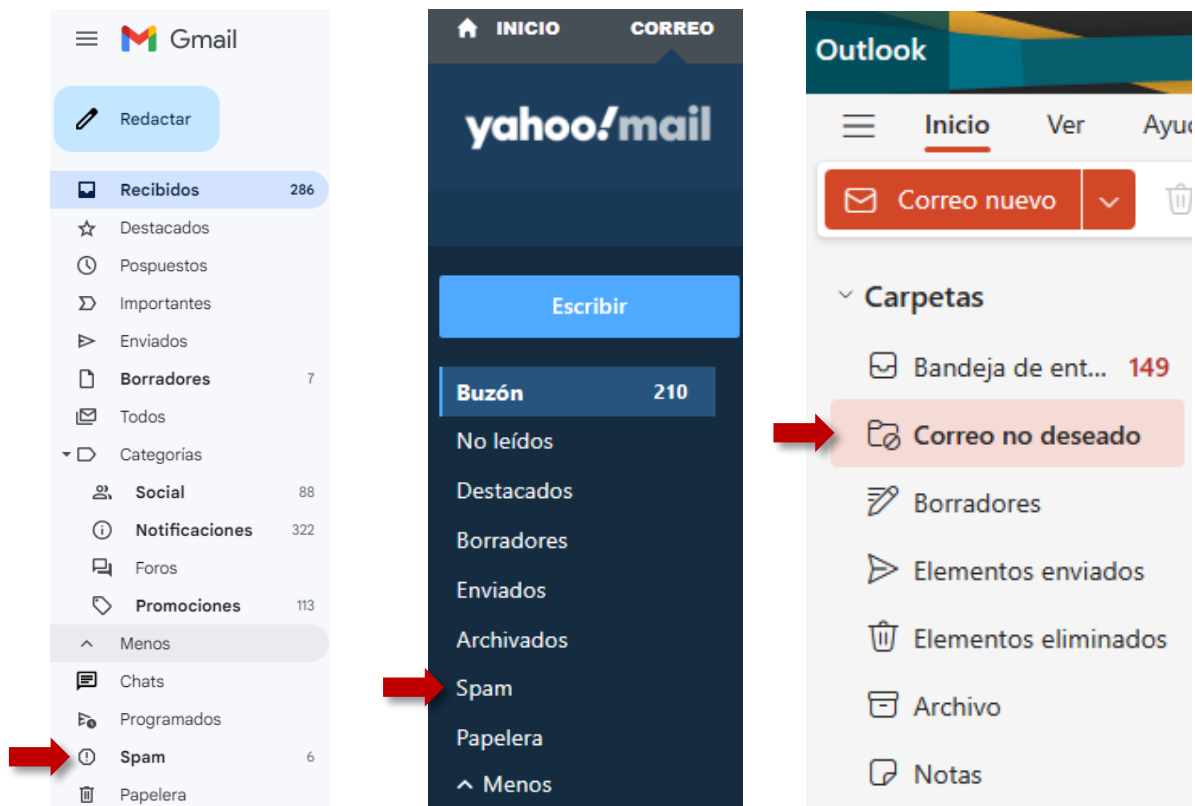 Gmail
Redactar
Recibidos 286
Destacados
Pospuestos
Importantes
Enviados
Borradores 7
Todos
Categorías
Social 88
Notificaciones 322
Foros
Promociones 113
Menos
Chats
Programados
Spam 6
Papelera
INICIO CORREO
yahoo!mail
Escribir
Buzón 210
No leídos
Destacados
Borradores
Enviados
Archivados
Spam
Papelera
Menos
Outlook
Inicio Ver Ayud
Correo nuevo
Carpetas
Bandeja de ent... 149
Correo no deseado
Borradores
Elementos enviados
Elementos eliminados
Archivo
Notas